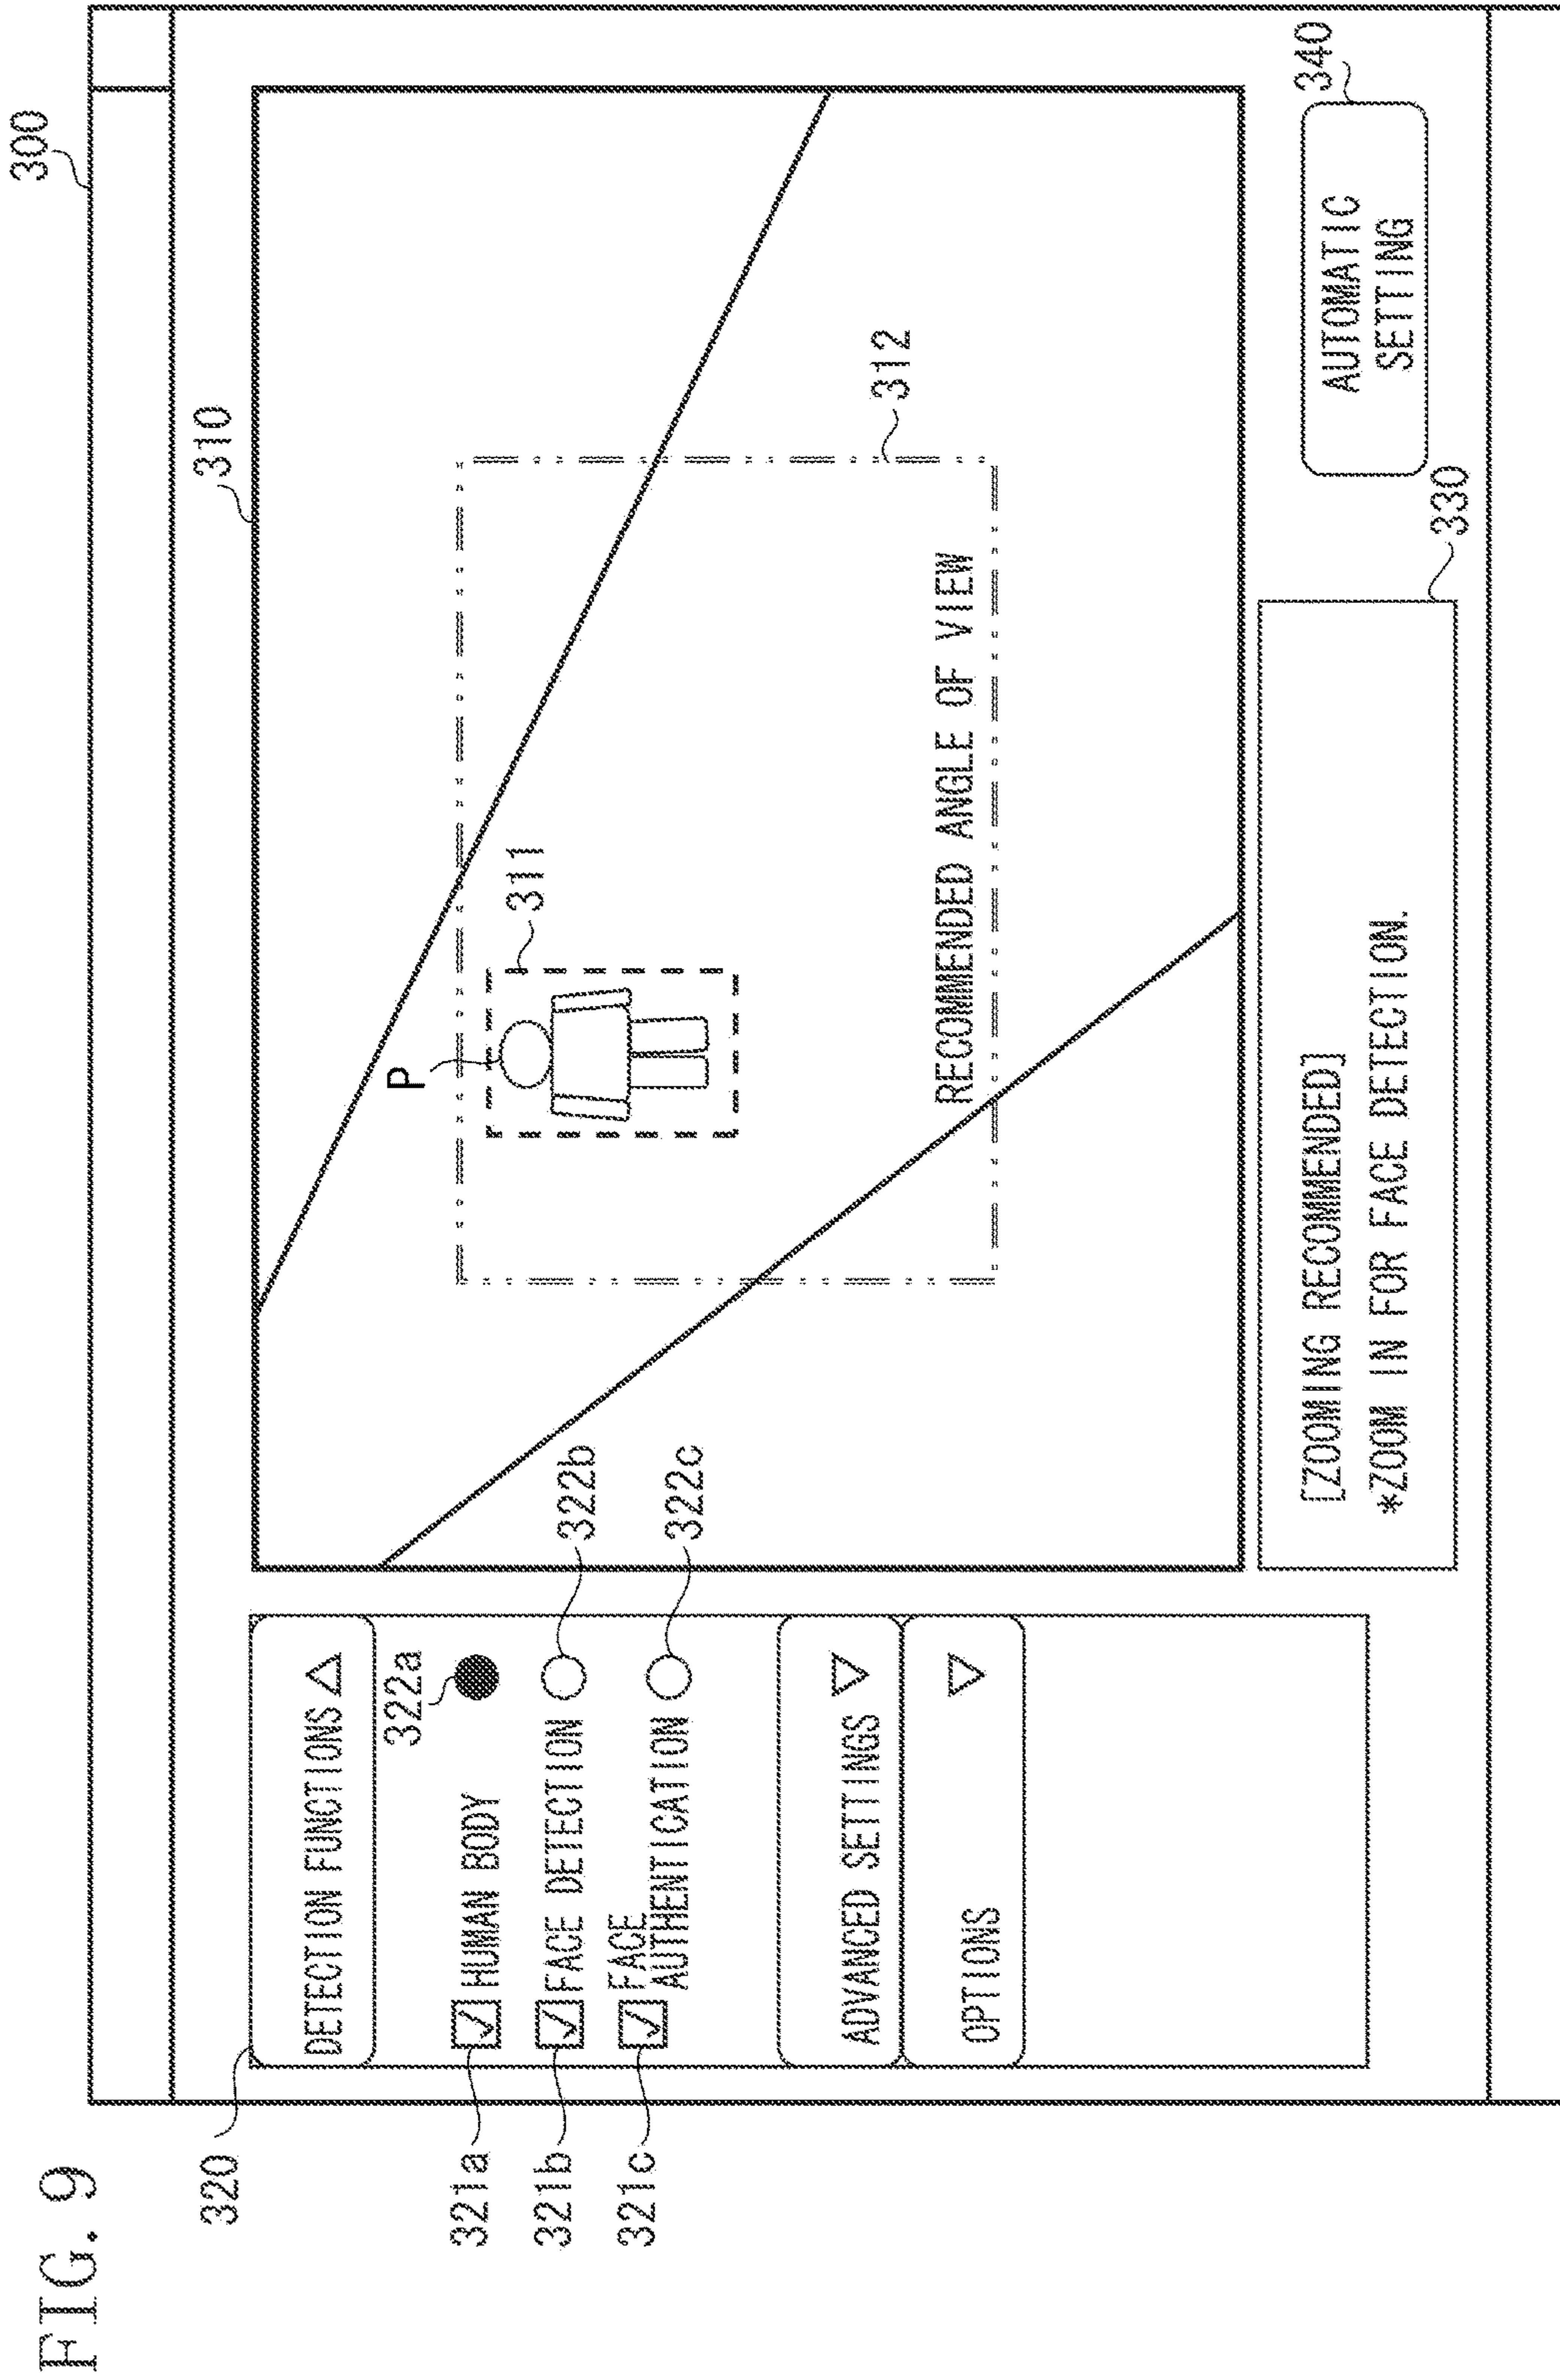 FIG. 9
300
310
320
DETECTION FUNCTIONS △
322a
321a
HUMAN BODY
321b
FACE DETECTION
322b
321c
FACE
AUTHENTICATION
322c
ADVANCED SETTINGS ▽
OPTIONS ▽
P
311
312
RECOMMENDED ANGLE OF VIEW
[ZOOMING RECOMMENDED]
*ZOOM IN FOR FACE DETECTION.
330
AUTOMATIC
SETTING
340